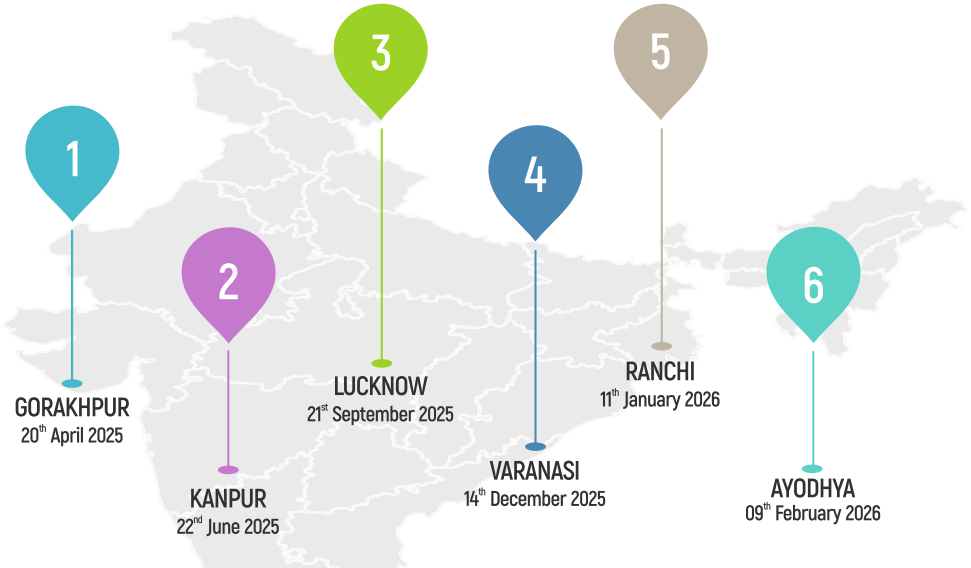 1
GORAKHPUR
20th April 2025
2
KANPUR
22nd June 2025
3
LUCKNOW
21st September 2025
4
VARANASI
14th December 2025
5
RANCHI
11th January 2026
6
AYODHYA
09th February 2026